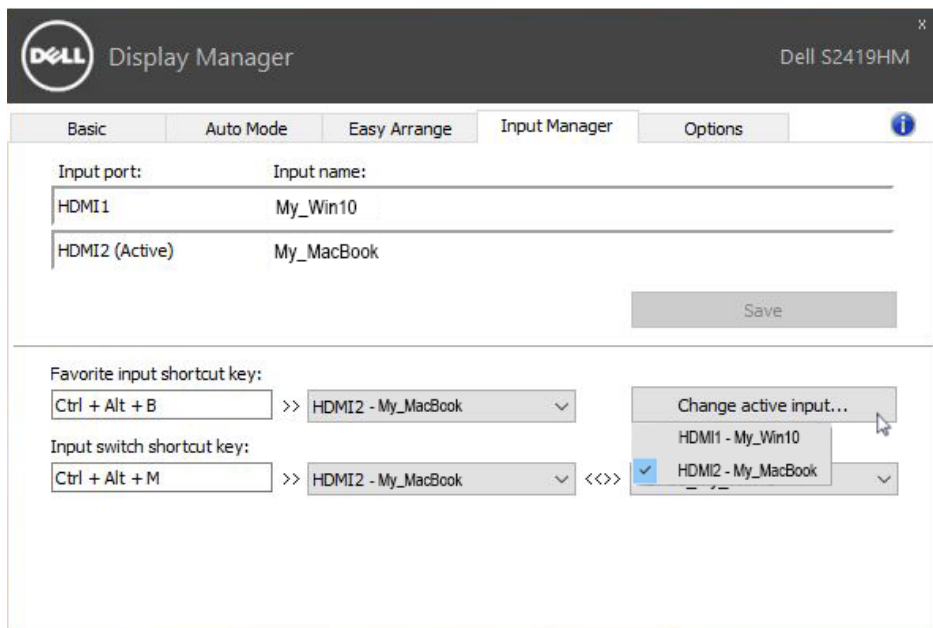 DELL Display Manager Dell S2419HM
x
Basic Auto Mode Easy Arrange Input Manager Options i
Input port: Input name:
HDMI1 My_Win10
HDMI2 (Active) My_MacBook
Save
Favorite input shortcut key:
Ctrl + Alt + B >> HDMI2 - My_MacBook Change active input...
HDMI1 - My_Win10
Input switch shortcut key:
HDMI2 - My_MacBook
Ctrl + Alt + M >> HDMI2 - My_MacBook <<>>